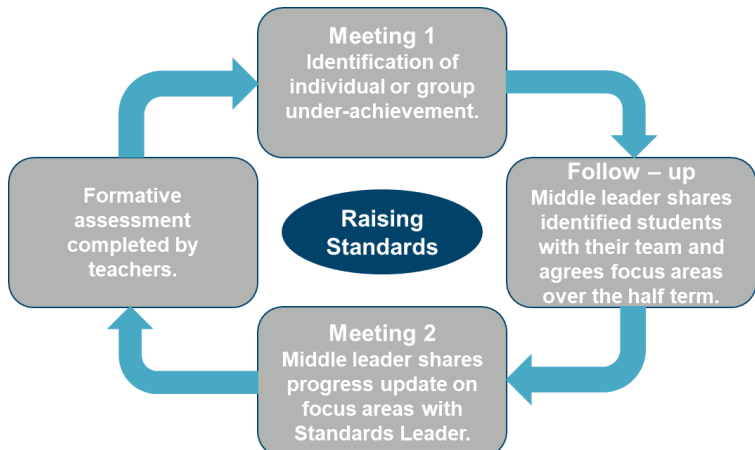 Meeting 1
Identification of
individual or group
under-achievement.
Follow – up
Middle leader shares
identified students
with their team and
agrees focus areas
over the half term.
Formative
assessment
completed by
teachers.
Raising
Standards
Meeting 2
Middle leader shares
progress update on
focus areas with
Standards Leader.